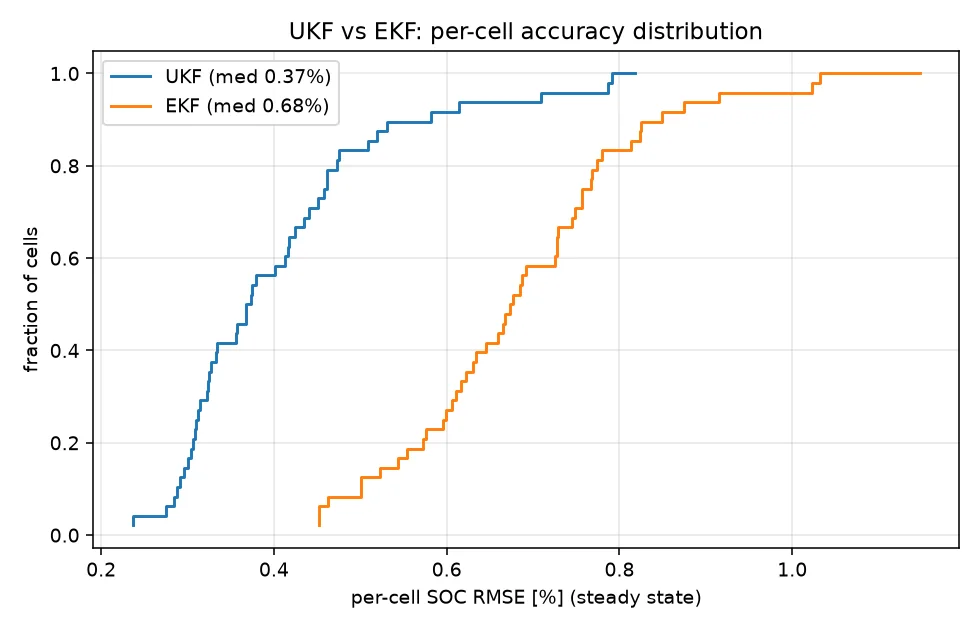 UKF vs EKF: per-cell accuracy distribution
UKF (med 0.37%)
EKF (med 0.68%)
fraction of cells
1.0
0.8
0.6
0.4
0.2
0.0
0.2 0.4 0.6 0.8 1.0
per-cell SOC RMSE [%] (steady state)